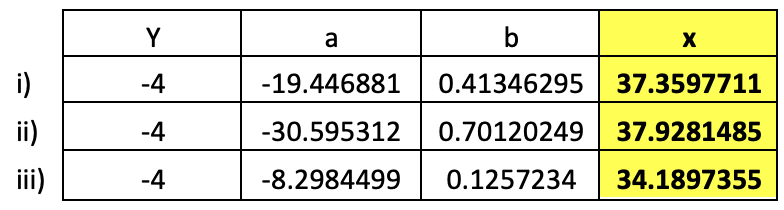 Y a b x
i) -4 -19.446881 0.41346295 37.3597711
ii) -4 -30.595312 0.70120249 37.9281485
iii) -4 -8.2984499 0.1257234 34.1897355